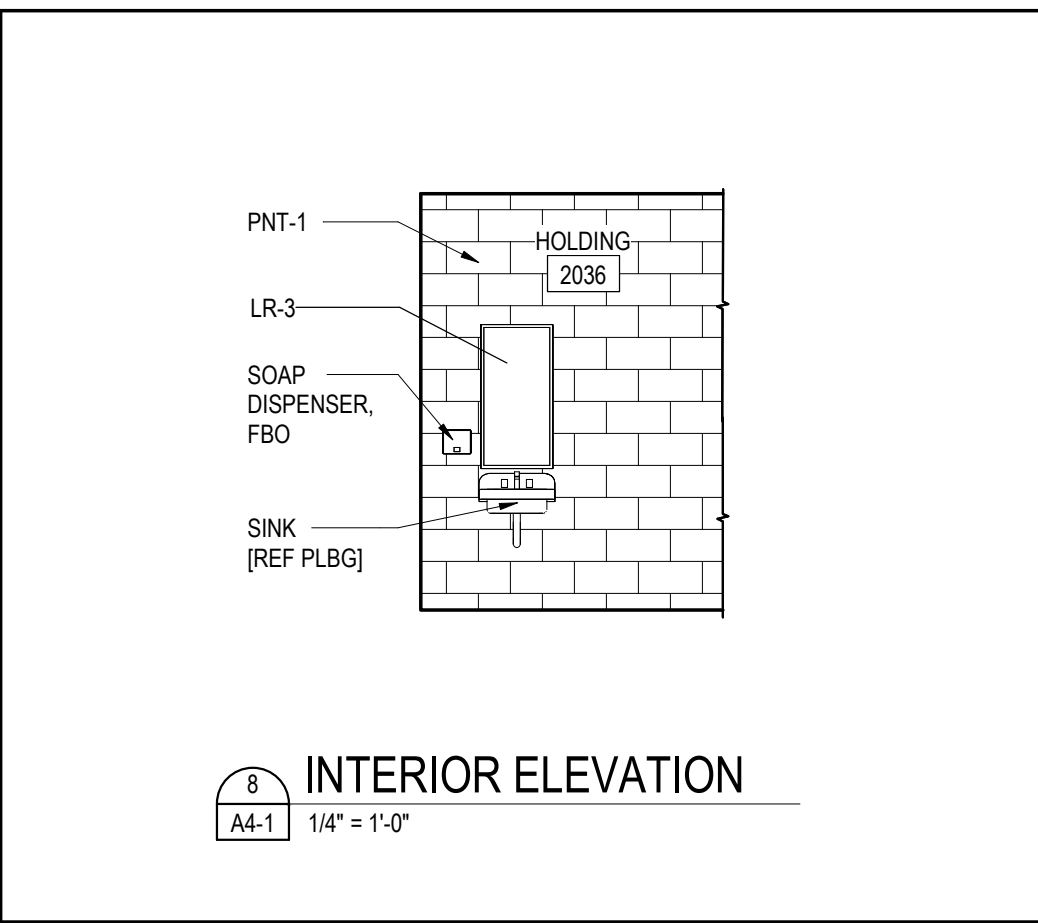 PNT-1
HOLDING
2036
LR-3
SOAP
DISPENSER,
FBO
SINK
[REF PLBG]
8
INTERIOR ELEVATION
A4-1
1/4" = 1'-0"